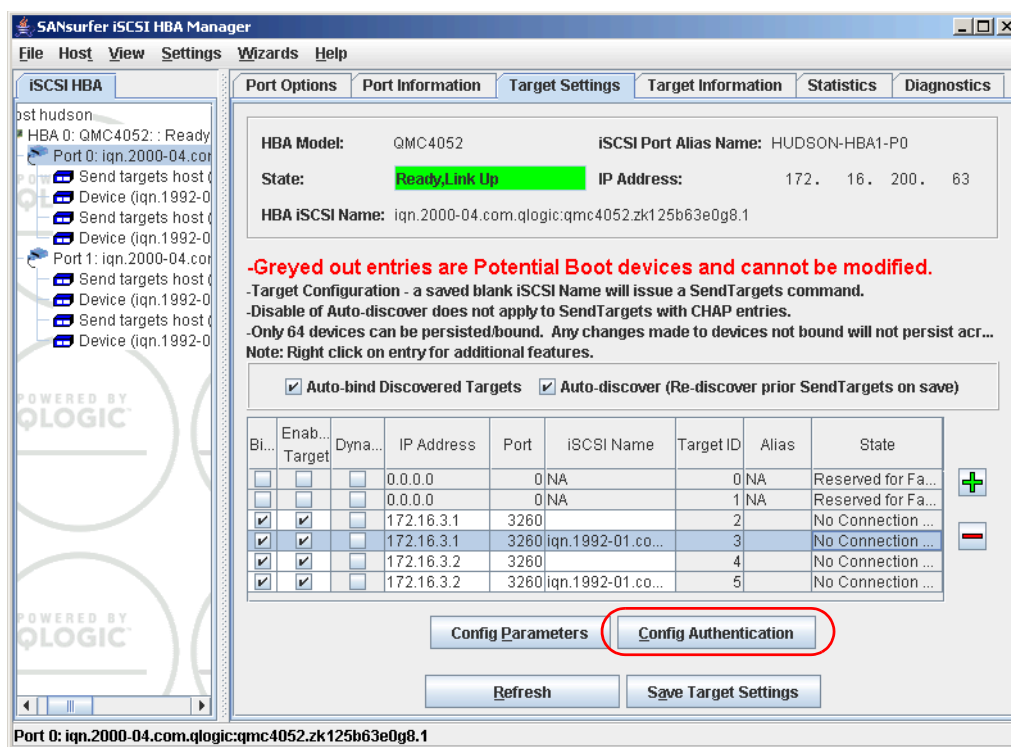 SANsurfer iSCSI HBA Manager
File Host View Settings Wizards Help
iSCSI HBA
ost hudson
HBA 0: QMC4052: : Ready
Port 0: iqn.2000-04.com
Send targets host (
Device (iqn.1992-0
Send targets host (
Device (iqn.1992-0
Port 1: iqn.2000-04.com
Send targets host (
Device (iqn.1992-0
Send targets host (
Device (iqn.1992-0
POWERED BY
QLOGIC
POWERED BY
QLOGIC
Port Options Port Information Target Settings Target Information Statistics Diagnostics
HBA Model: QMC4052 iSCSI Port Alias Name: HUDSON-HBA1-P0
State: Ready,Link Up IP Address: 172. 16. 200. 63
HBA iSCSI Name: iqn.2000-04.com.qlogic:qmc4052.zk125b63e0g8.1
-Greyed out entries are Potential Boot devices and cannot be modified.
-Target Configuration - a saved blank iSCSI Name will issue a SendTargets command.
-Disable of Auto-discover does not apply to SendTargets with CHAP entries.
-Only 64 devices can be persisted/bound. Any changes made to devices not bound will not persist acr...
Note: Right click on entry for additional features.
Auto-bind Discovered Targets Auto-discover (Re-discover prior SendTargets on save)
Bi... Enab... Target Dyna... IP Address Port iSCSI Name Target ID Alias State
0.0.0.0 0 NA 0 NA Reserved for Fa...
0.0.0.0 0 NA 1 NA Reserved for Fa...
172.16.3.1 3260 2 No Connection ...
172.16.3.1 3260 iqn.1992-01.co... 3 No Connection ...
172.16.3.2 3260 4 No Connection ...
172.16.3.2 3260 iqn.1992-01.co... 5 No Connection ...
Config Parameters Config Authentication
Refresh Save Target Settings
Port 0: iqn.2000-04.com.qlogic:qmc4052.zk125b63e0g8.1